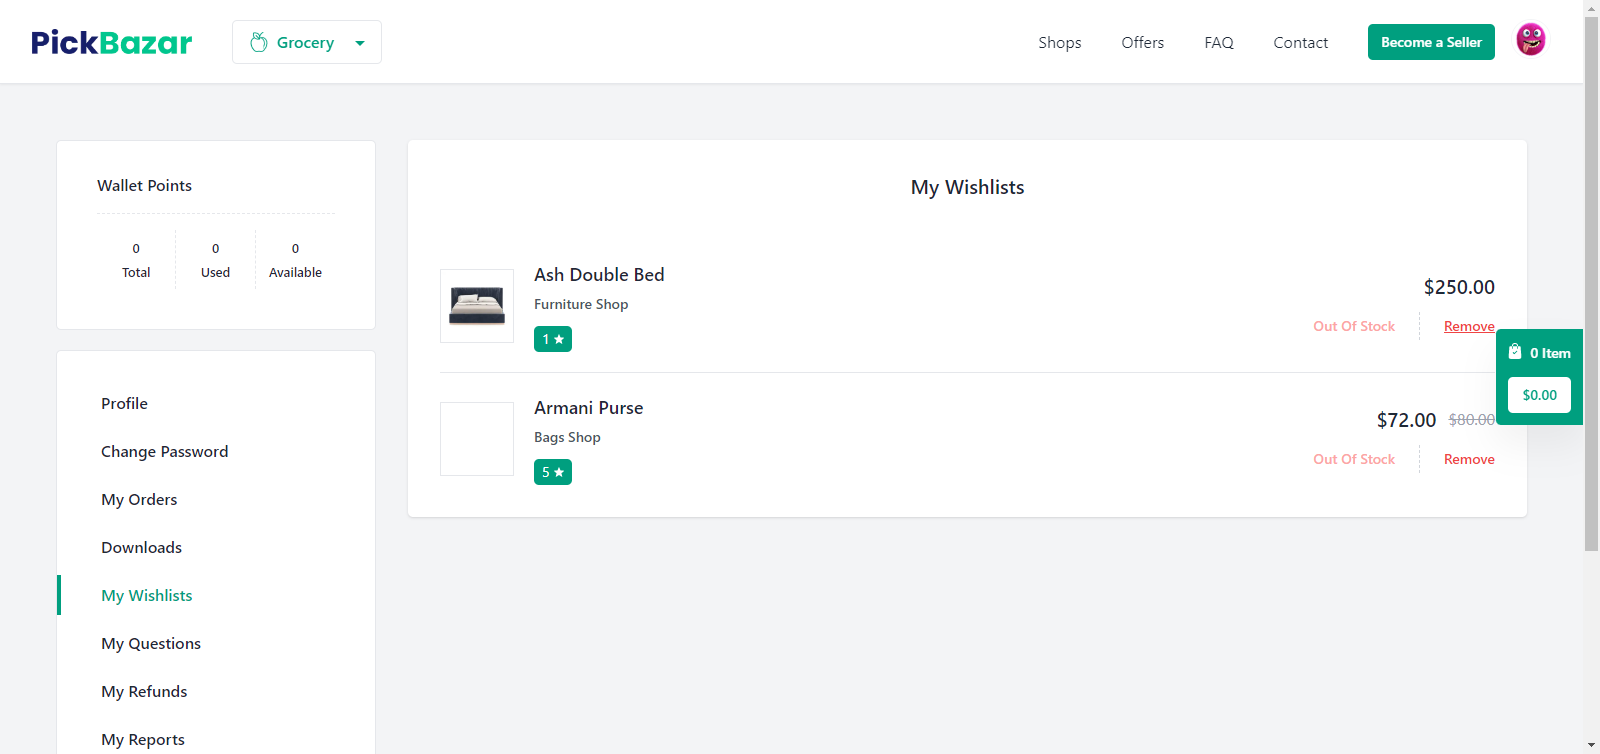 PickBazar
Grocery
Shops
Offers
FAQ
Contact
Become a Seller
Wallet Points
0
Total
0
Used
0
Available
Profile
Change Password
My Orders
Downloads
My Wishlists
My Questions
My Refunds
My Reports
My Wishlists
Ash Double Bed
Furniture Shop
1
$250.00
Out Of Stock
Remove
Armani Purse
Bags Shop
5
$72.00 $80.00
Out Of Stock
Remove
0 Item
$0.00